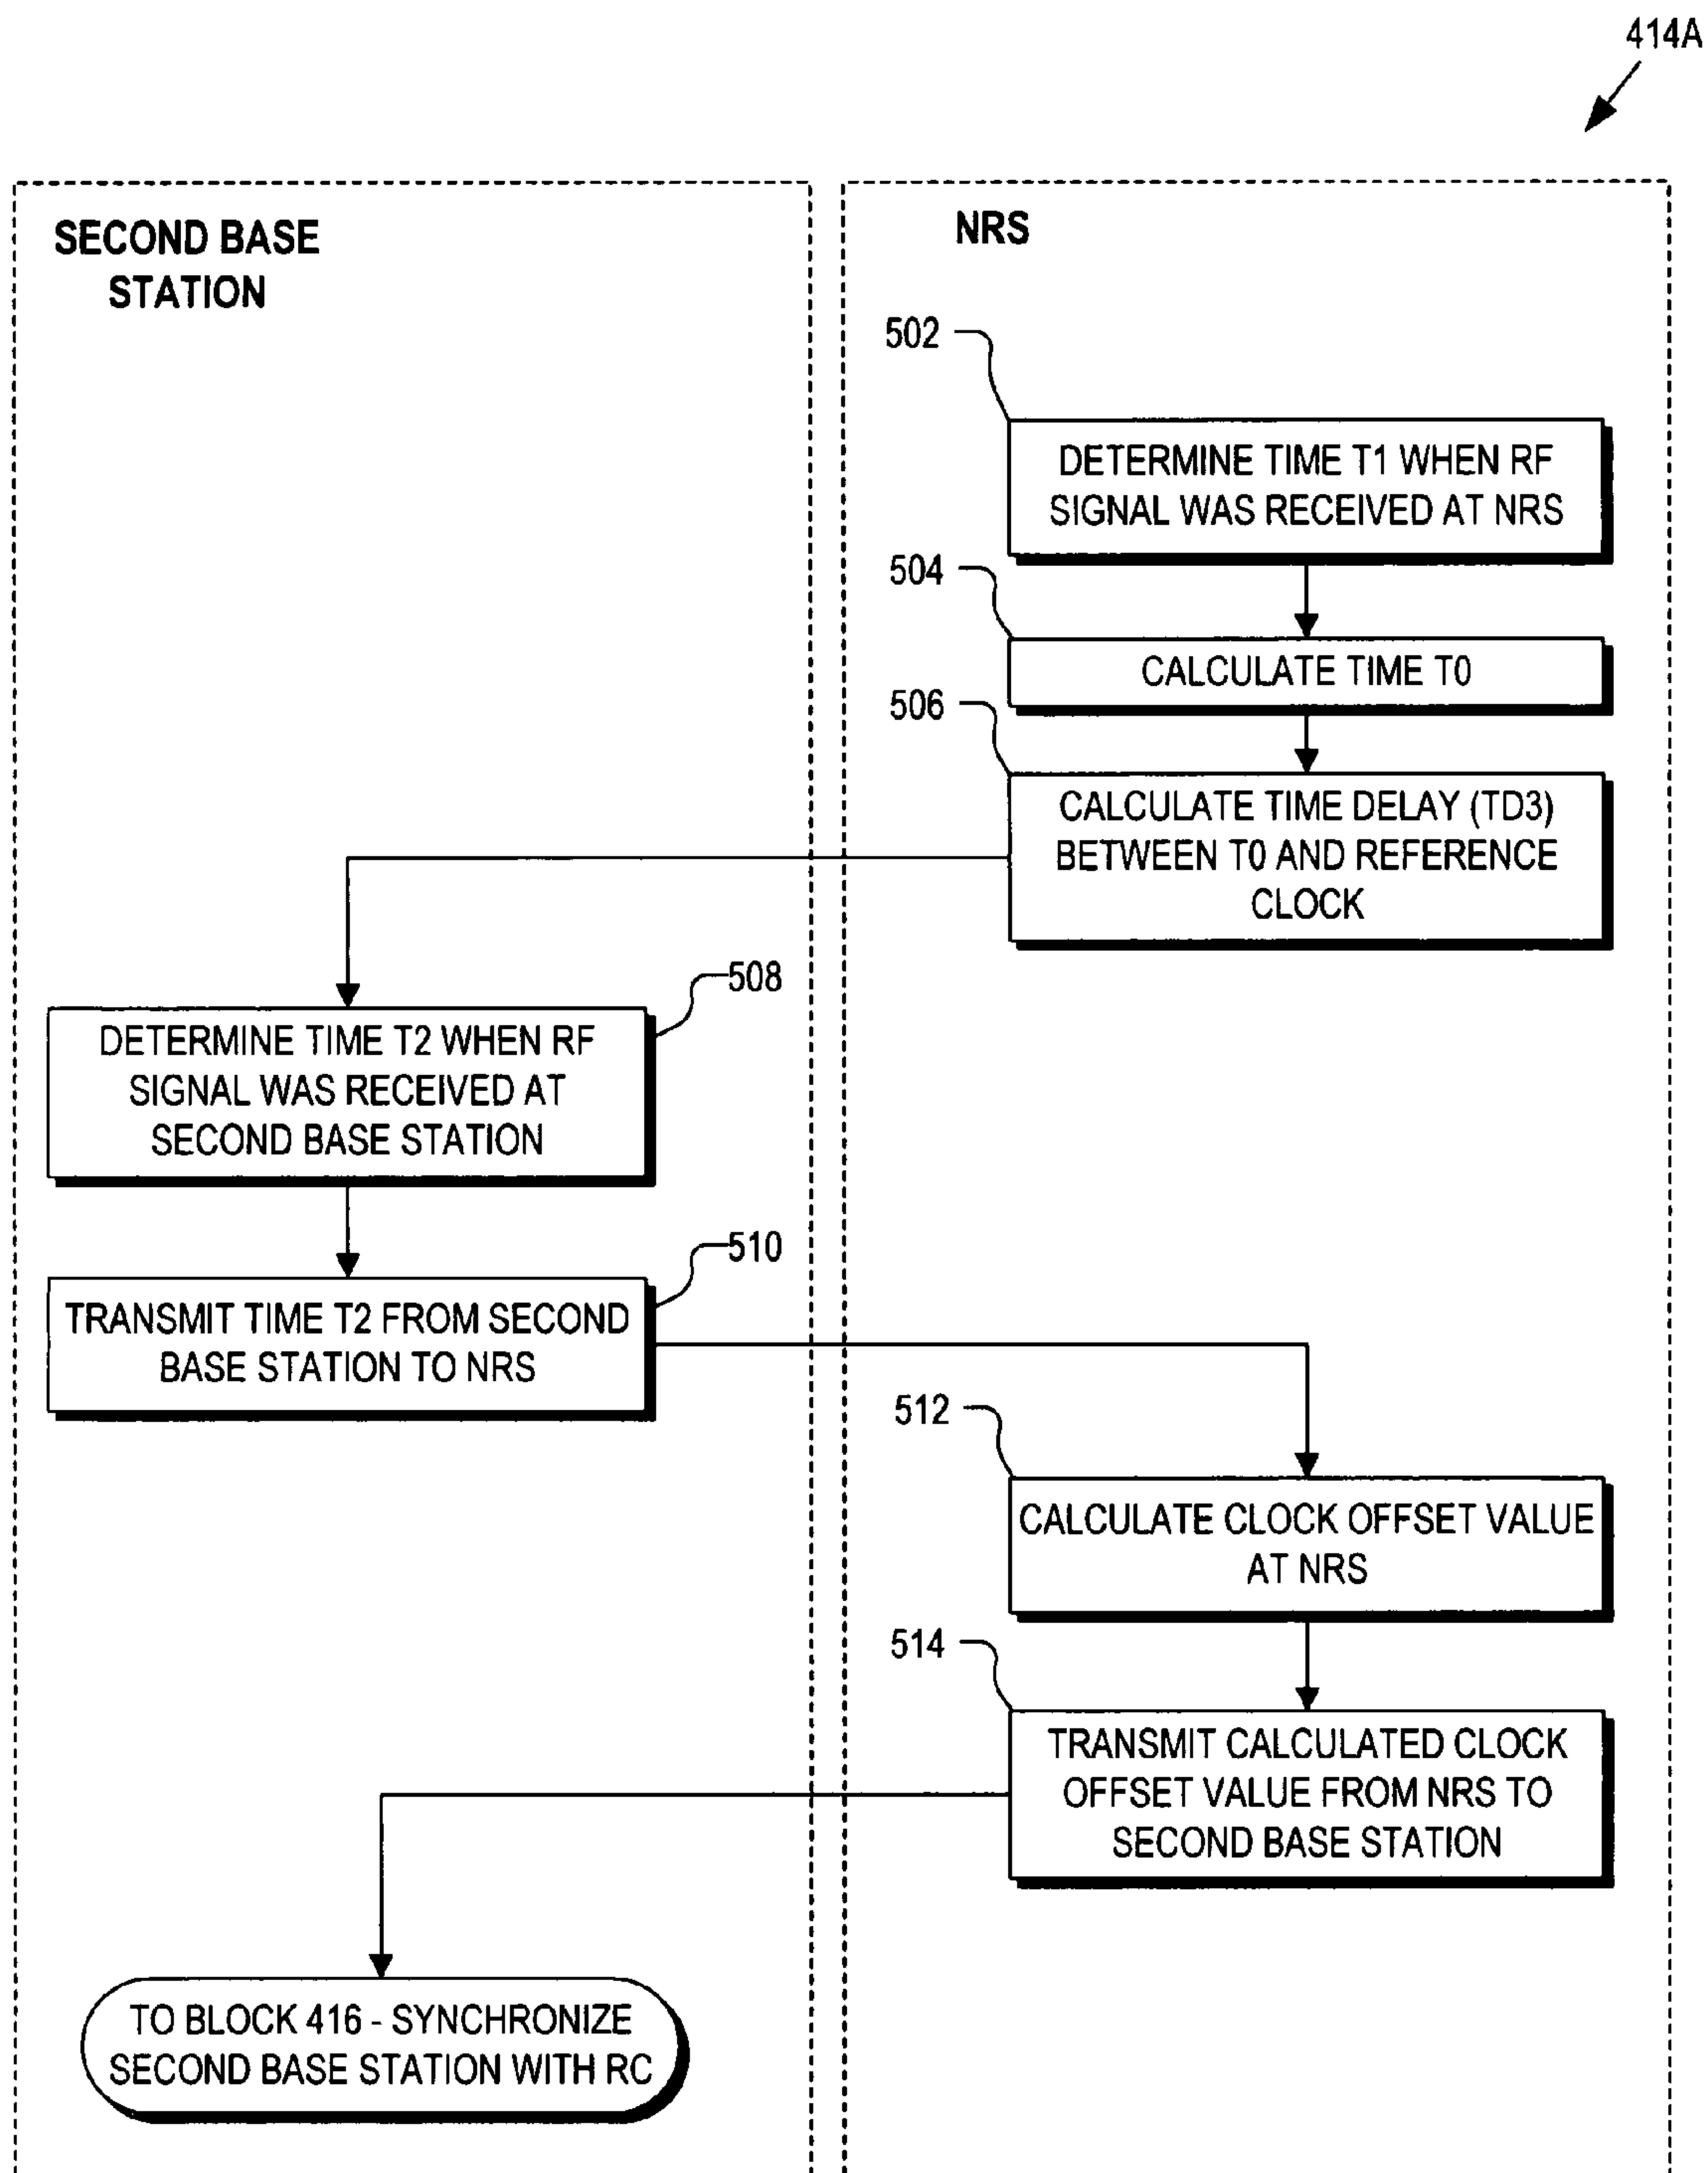 414A
SECOND BASE
STATION
NRS
502
DETERMINE TIME T1 WHEN RF
SIGNAL WAS RECEIVED AT NRS
504
CALCULATE TIME T0
506
CALCULATE TIME DELAY (TD3)
BETWEEN T0 AND REFERENCE
CLOCK
508
DETERMINE TIME T2 WHEN RF
SIGNAL WAS RECEIVED AT
SECOND BASE STATION
510
TRANSMIT TIME T2 FROM SECOND
BASE STATION TO NRS
512
CALCULATE CLOCK OFFSET VALUE
AT NRS
514
TRANSMIT CALCULATED CLOCK
OFFSET VALUE FROM NRS TO
SECOND BASE STATION
TO BLOCK 416 - SYNCHRONIZE
SECOND BASE STATION WITH RC